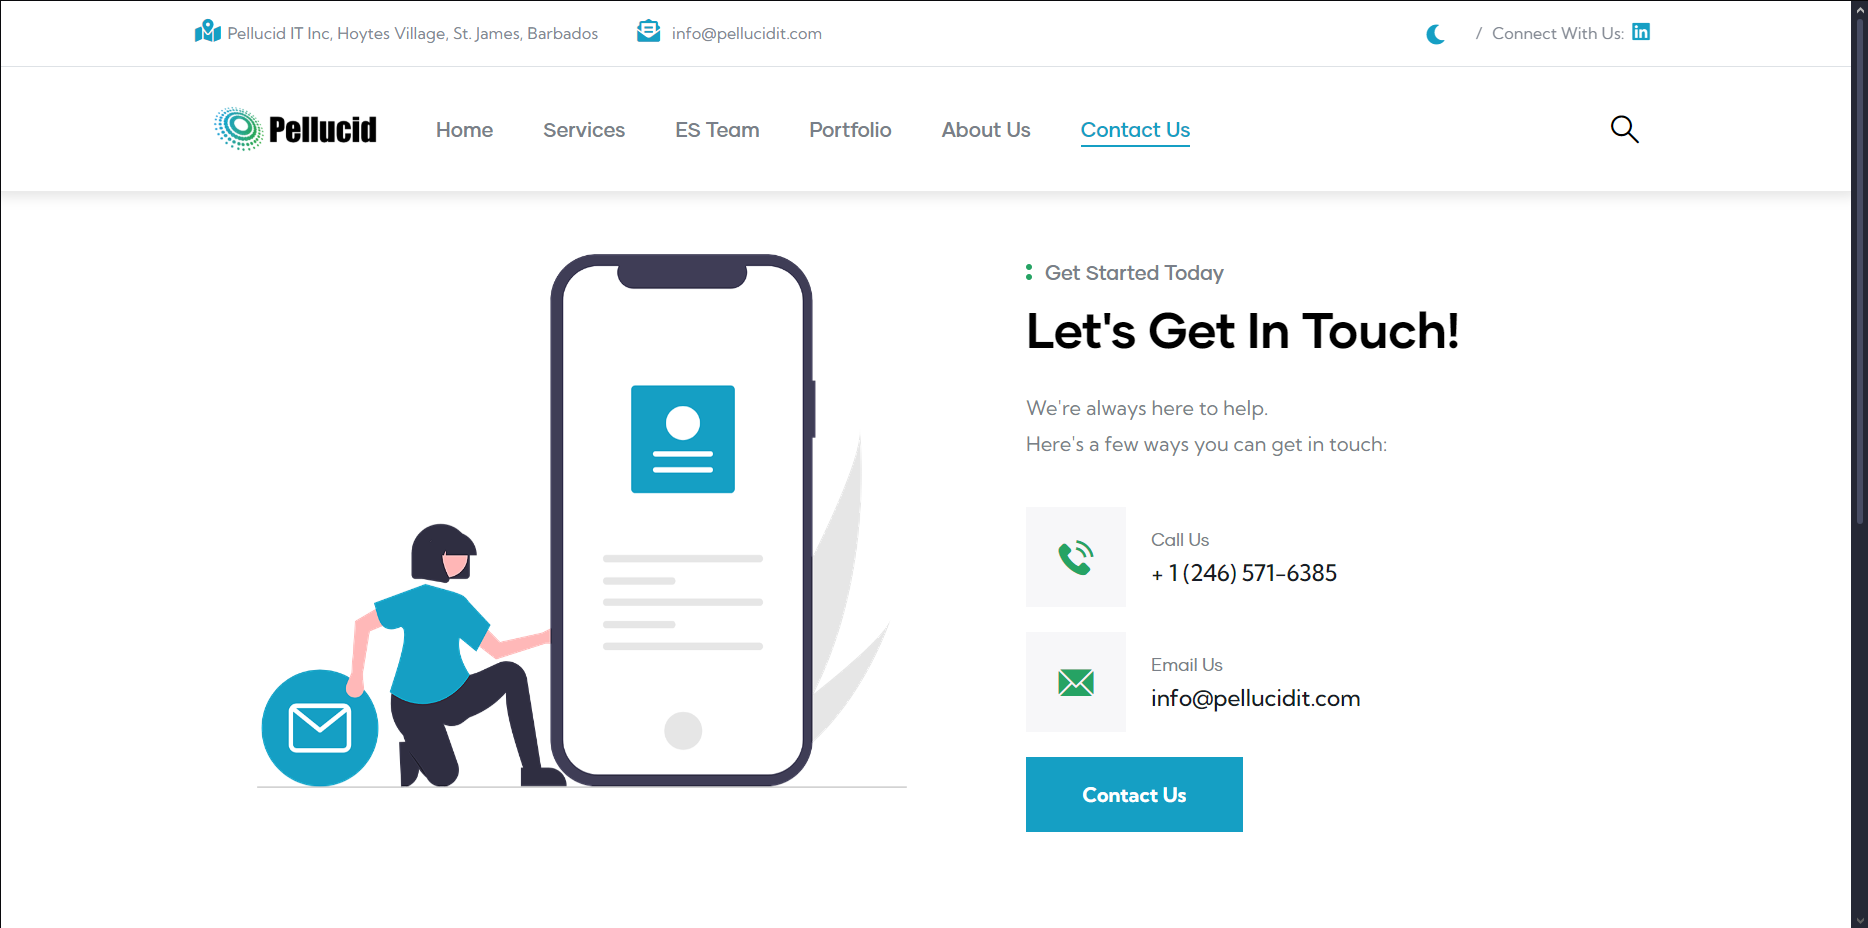 Pellucid IT Inc, Hoytes Village, St. James, Barbados
info@pellucidit.com
/ Connect With Us:
Pellucid
Home
Services
ES Team
Portfolio
About Us
Contact Us
Get Started Today
Let's Get In Touch!
We're always here to help.
Here's a few ways you can get in touch:
Call Us
+ 1 (246) 571-6385
Email Us
info@pellucidit.com
Contact Us